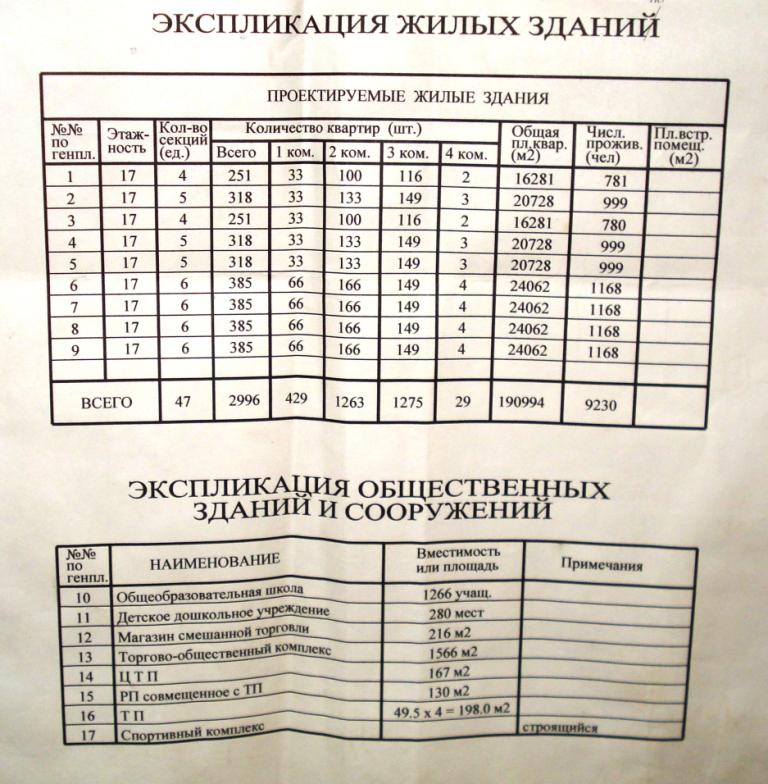 ЭКСПЛИКАЦИЯ ЖИЛЫХ ЗДАНИЙ
ПРОЕКТИРУЕМЫЕ ЖИЛЫЕ ЗДАНИЯ
№№ по генпл. Этаж-ность Кол-во секций (ед.) Количество квартир (шт.) Общая пл.квар. (м2) Числ. прожив. (чел) Пл.встр. помещ. (м2)
Всего 1 ком. 2 ком. 3 ком. 4 ком.
1 17 4 251 33 100 116 2 16281 781
2 17 5 318 33 133 149 3 20728 999
3 17 4 251 33 100 116 2 16281 780
4 17 5 318 33 133 149 3 20728 999
5 17 5 318 33 133 149 3 20728 999
6 17 6 385 66 166 149 4 24062 1168
7 17 6 385 66 166 149 4 24062 1168
8 17 6 385 66 166 149 4 24062 1168
9 17 6 385 66 166 149 4 24062 1168
ВСЕГО 47 2996 429 1263 1275 29 190994 9230
ЭКСПЛИКАЦИЯ ОБЩЕСТВЕННЫХ
ЗДАНИЙ И СООРУЖЕНИЙ
№№ по генпл. НАИМЕНОВАНИЕ Вместимость или площадь Примечания
10 Общеобразовательная школа 1266 учащ.
11 Детское дошкольное учреждение 280 мест
12 Магазин смешанной торговли 216 м2
13 Торгово-общественный комплекс 1566 м2
14 Ц Т П 167 м2
15 РП совмещенное с ТП 130 м2
16 Т П 49.5 х 4 = 198.0 м2
17 Спортивный комплекс строящийся